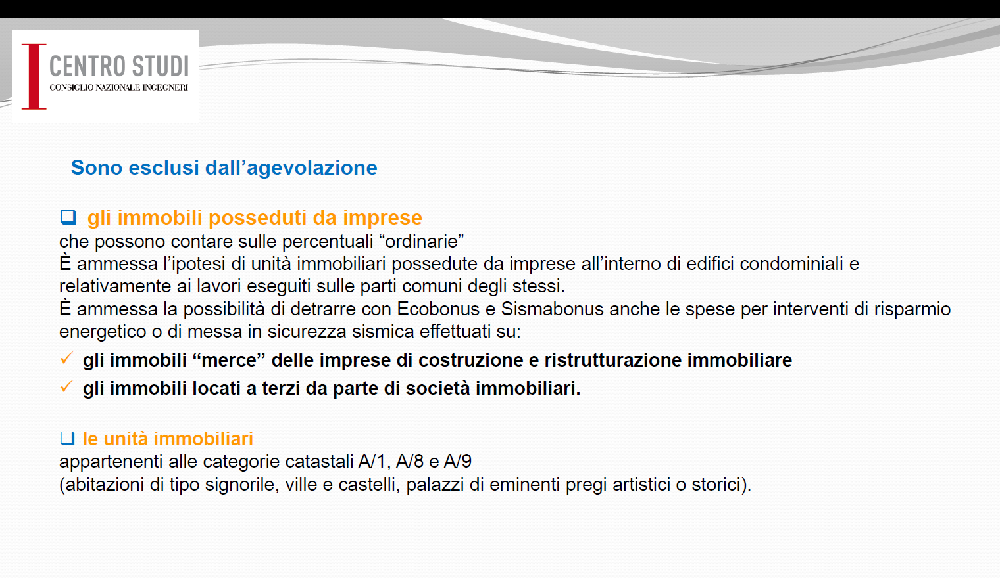 CENTRO STUDI
CONSIGLIO NAZIONALE INGEGNERI
Sono esclusi dall’agevolazione
gli immobili posseduti da imprese
che possono contare sulle percentuali “ordinarie”
È ammessa l’ipotesi di unità immobiliari possedute da imprese all’interno di edifici condominiali e
relativamente ai lavori eseguiti sulle parti comuni degli stessi.
È ammessa la possibilità di detrarre con Ecobonus e Sismabonus anche le spese per interventi di risparmio
energetico o di messa in sicurezza sismica effettuati su:
gli immobili “merce” delle imprese di costruzione e ristrutturazione immobiliare
gli immobili locati a terzi da parte di società immobiliari.
le unità immobiliari
appartenenti alle categorie catastali A/1, A/8 e A/9
(abitazioni di tipo signorile, ville e castelli, palazzi di eminenti pregi artistici o storici).